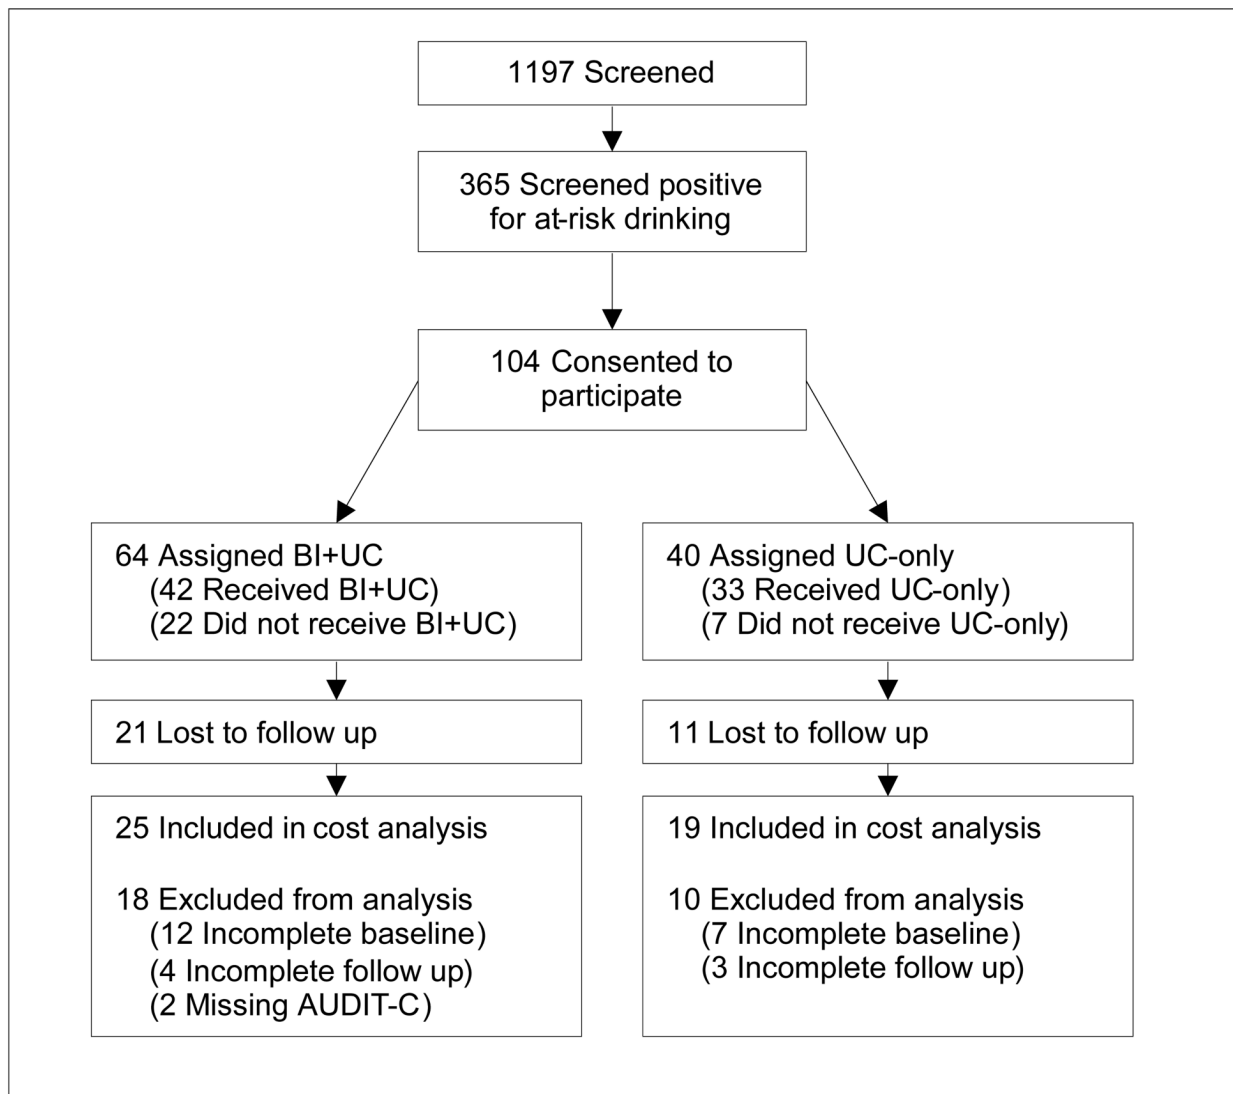 1197 Screened
365 Screened positive
for at-risk drinking
104 Consented to
participate
64 Assigned BI+UC
(42 Received BI+UC)
(22 Did not receive BI+UC)
40 Assigned UC-only
(33 Received UC-only)
(7 Did not receive UC-only)
21 Lost to follow up
11 Lost to follow up
25 Included in cost analysis
18 Excluded from analysis
(12 Incomplete baseline)
(4 Incomplete follow up)
(2 Missing AUDIT-C)
19 Included in cost analysis
10 Excluded from analysis
(7 Incomplete baseline)
(3 Incomplete follow up)